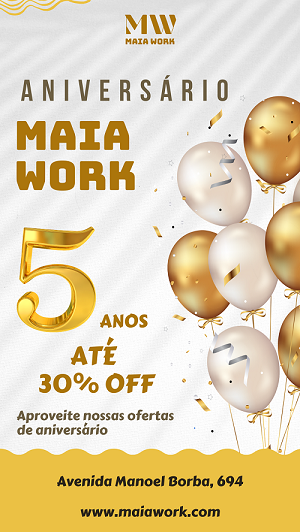 MW
MAIA WORK
ANIVERSÁRIO
MAIA
WORK
5
ANOS
ATÉ
30% OFF
Aproveite nossas ofertas
de aniversário
Avenida Manoel Borba, 694
www.maiawork.com